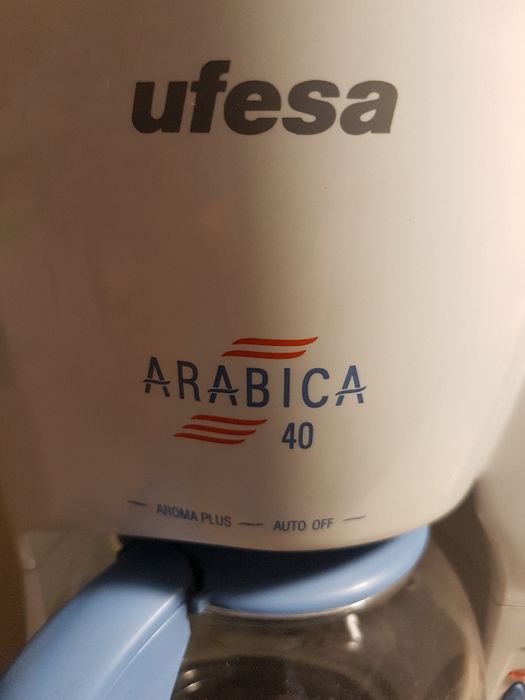 ufesa
ARABICA
40
AROMA PLUS — AUTO OFF